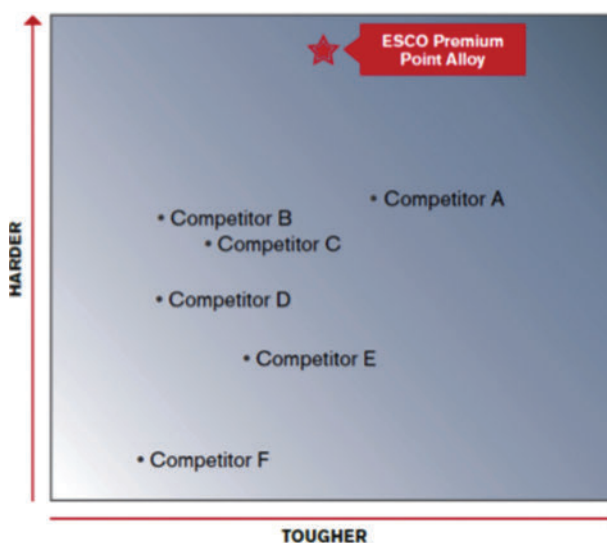 ESCO Premium
Point Alloy
• Competitor A
• Competitor B
• Competitor C
• Competitor D
• Competitor E
• Competitor F
HARDER
TOUGHER